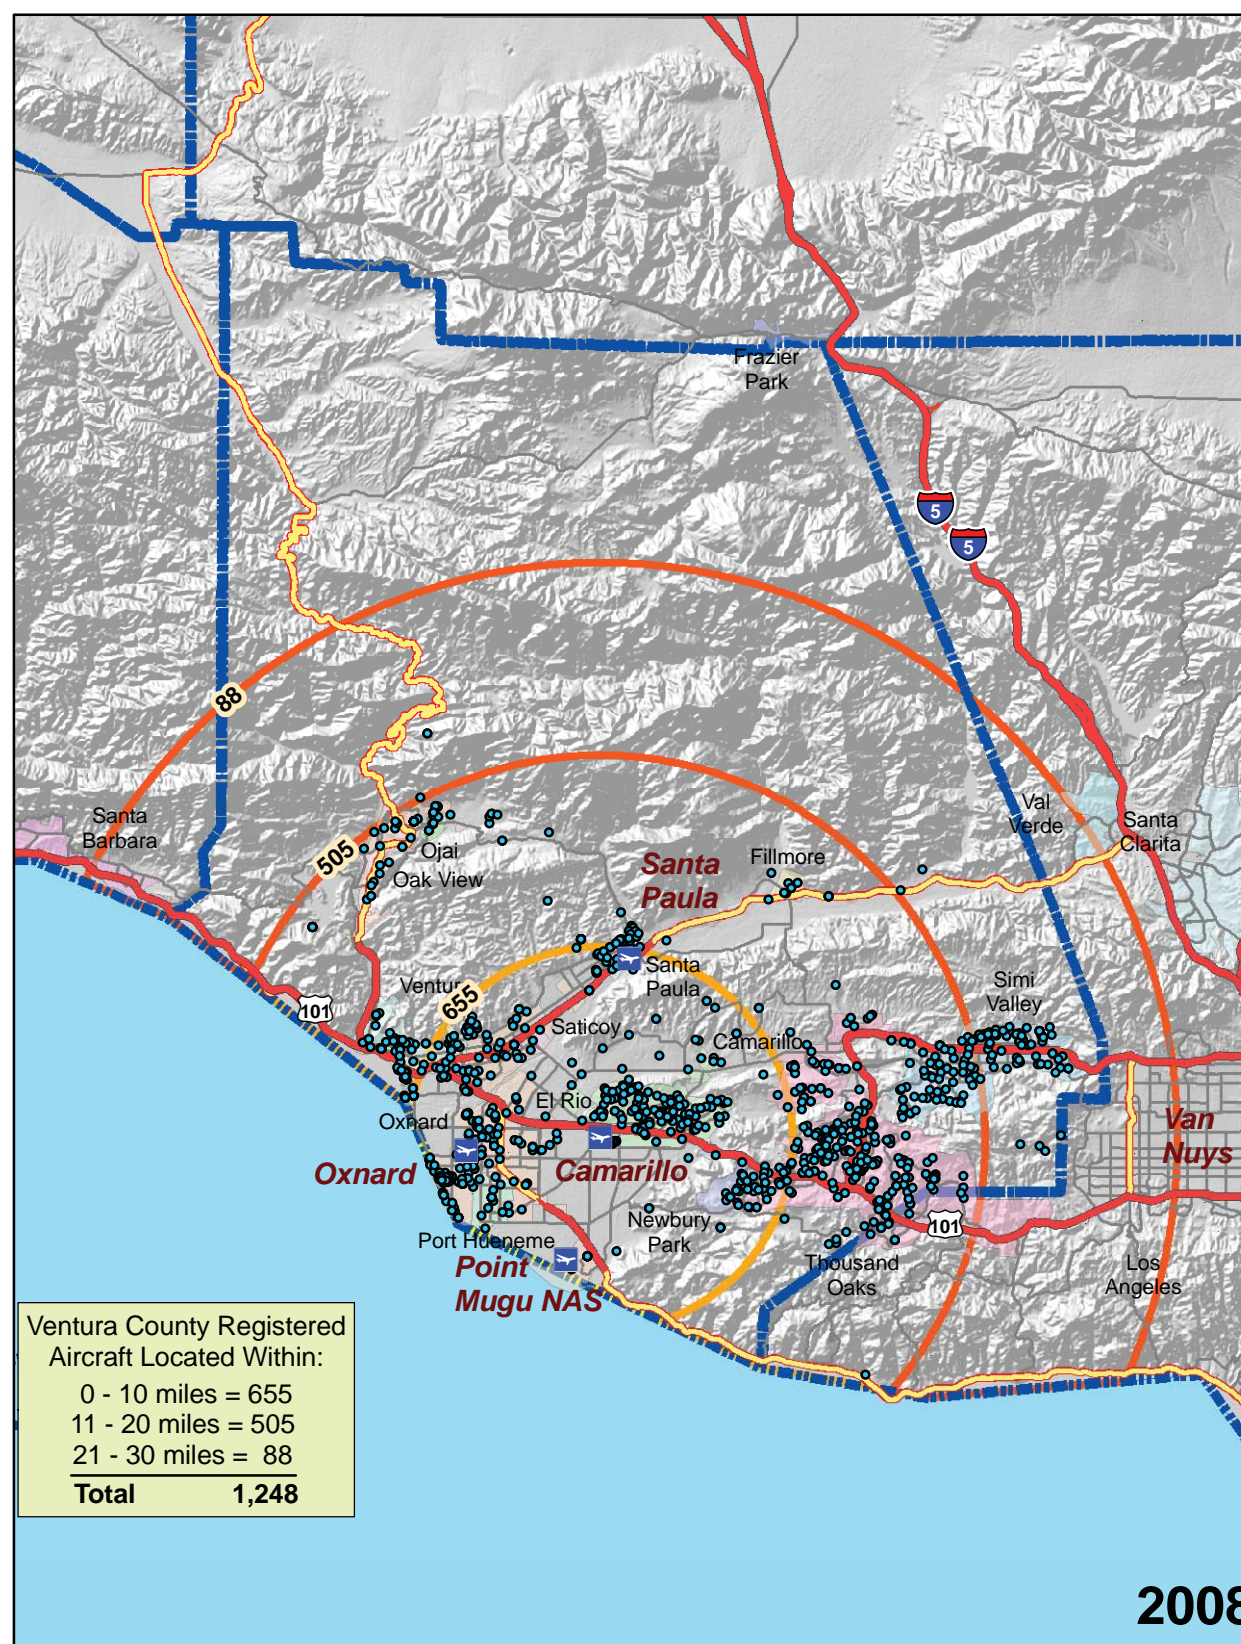 Frazier
Park
5
5
88
Santa
Barbara
505
Ojai
Oak View
Santa
Paula
Fillmore
Val
Verde
Santa
Clarita
101
Ventura
655
Santa
Paula
Saticoy
Camarillo
Simi
Valley
El Rio
Oxnard
Oxnard
Camarillo
Van
Nuys
Newbury
Park
101
Port Hueneme
Point
Mugu NAS
Thousand
Oaks
Los
Angeles
Ventura County Registered
Aircraft Located Within:
0 - 10 miles = 655
11 - 20 miles = 505
21 - 30 miles = 88
Total 1,248
2008